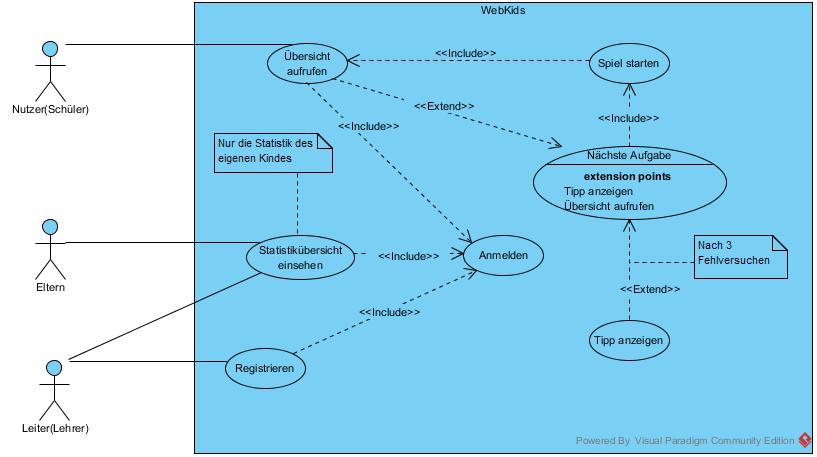 WebKids
Übersicht
aufrufen
<<Include>>
Spiel starten
Nutzer(Schüler)
<<Extend>>
<<Include>>
<<Include>>
Nur die Statistik des
eigenen Kindes
Nächste Aufgabe
extension points
Tipp anzeigen
Übersicht aufrufen
Eltern
Statistikübersicht
einsehen
<<Include>>
Anmelden
Nach 3
Fehlversuchen
<<Extend>>
<<Include>>
Tipp anzeigen
Registrieren
Leiter(Lehrer)
Powered By Visual Paradigm Community Edition